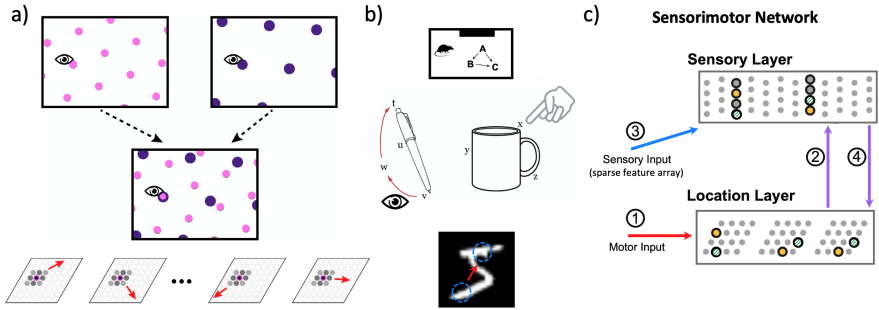 a)
b)
A
B
C
t
u
w
v
x
y
z
c)
Sensorimotor Network
Sensory Layer
3
Sensory Input
(sparse feature array)
2
4
Location Layer
1
Motor Input